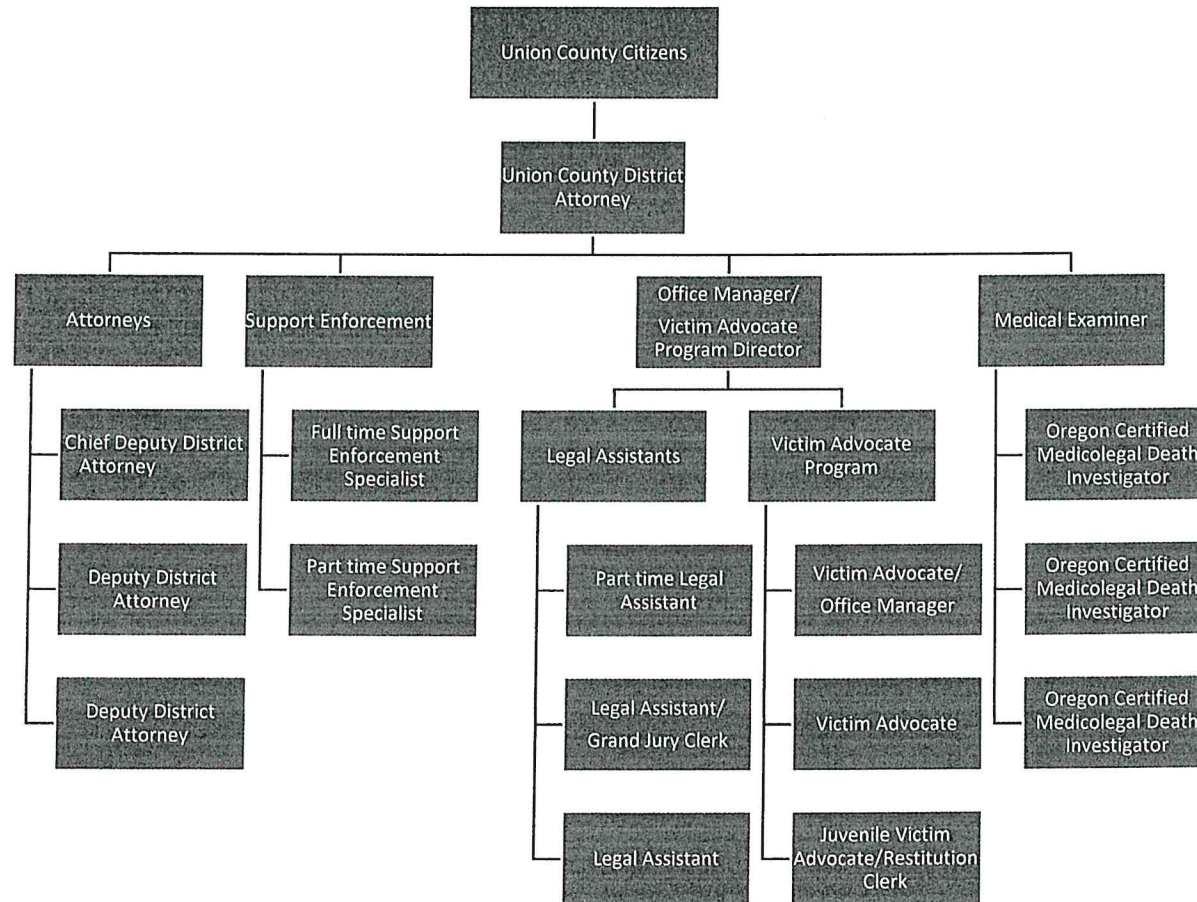 Union County Citizens
Union County District
Attorney
Attorneys
Support Enforcement
Office Manager/
Victim Advocate
Program Director
Medical Examiner
Chief Deputy District
Attorney
Deputy District
Attorney
Deputy District
Attorney
Full time Support
Enforcement
Specialist
Part time Support
Enforcement
Specialist
Legal Assistants
Part time Legal
Assistant
Legal Assistant/
Grand Jury Clerk
Legal Assistant
Victim Advocate
Program
Victim Advocate/
Office Manager
Victim Advocate
Juvenile Victim
Advocate/Restitution
Clerk
Oregon Certified
Medicolegal Death
Investigator
Oregon Certified
Medicolegal Death
Investigator
Oregon Certified
Medicolegal Death
Investigator